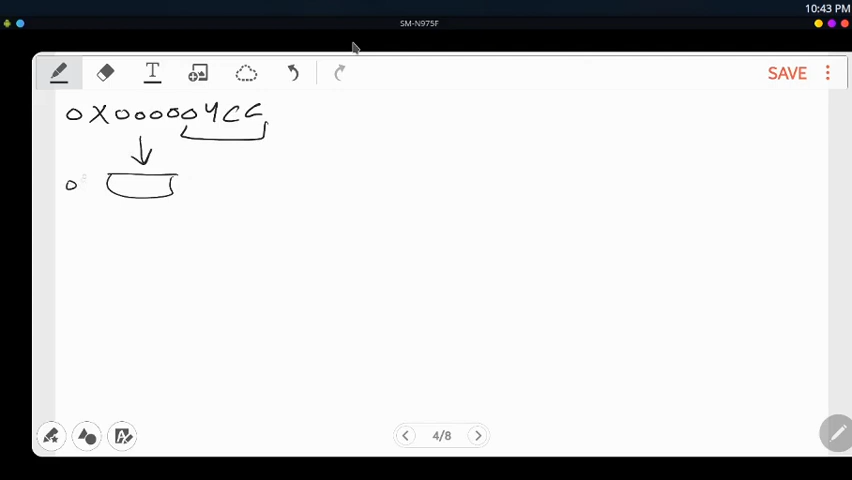 10:43 PM
SM-N975F
T
SAVE
0X000004CC
0
4/8